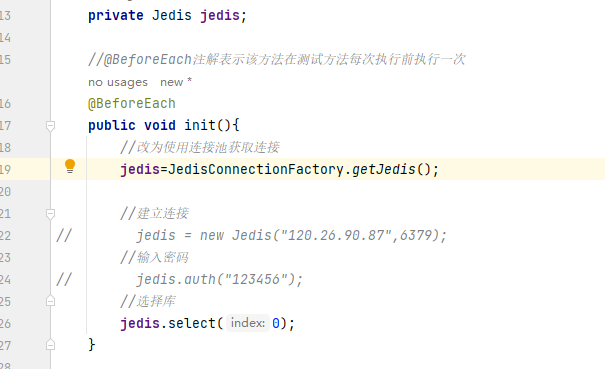 13 private Jedis jedis;
14
15 //@BeforeEach注解表示该方法在测试方法每次执行前执行一次
no usages new *
16 @BeforeEach
17 public void init(){
18 //改为使用连接池获取连接
19 jedis=JedisConnectionFactory.getJedis();
20
21 //建立连接
22 // jedis = new Jedis("120.26.90.87",6379);
23 //输入密码
24 // jedis.auth("123456");
25 //选择库
26 jedis.select( index: 0);
27 }
28